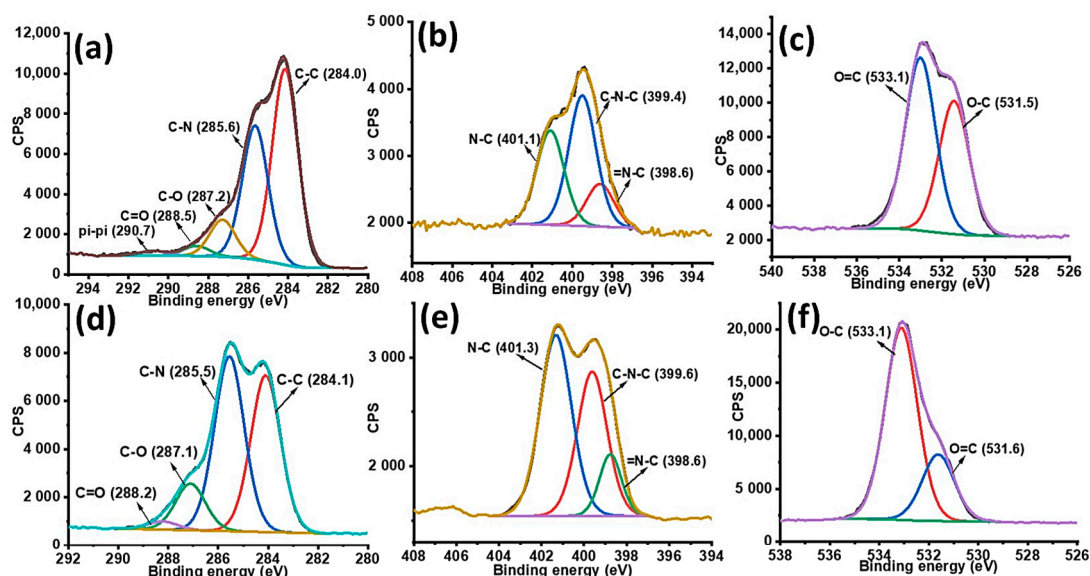 (a)
12,000
10,000
8,000
6,000
4,000
2,000
0
CPS
C-C (284.0)
C-N (285.6)
C-O (287.2)
C=O (288.5)
pi-pi (290.7)
294 292 290 288 286 284 282 280
Binding energy (eV)
(b)
5 000
4 000
3 000
2 000
CPS
C-N-C (399.4)
N-C (401.1)
=N-C (398.6)
408 406 404 402 400 398 396 394
Binding energy (eV)
(c)
14,000
12,000
10,000
8 000
6 000
4 000
2 000
CPS
O=C (533.1)
O-C (531.5)
540 538 536 534 532 530 528 526
Binding energy (eV)
(d)
10,000
8 000
6 000
4 000
2 000
0
CPS
C-N (285.5)
C-C (284.1)
C-O (287.1)
C=O (288.2)
292 290 288 286 284 282 280
Binding energy (eV)
(e)
3 000
2 000
CPS
N-C (401.3)
C-N-C (399.6)
=N-C (398.6)
408 406 404 402 400 398 396 394
Binding energy (eV)
(f)
20,000
15,000
10,000
5,000
0
CPS
O-C (533.1)
O=C (531.6)
538 536 534 532 530 528 526
Binding energy (eV)